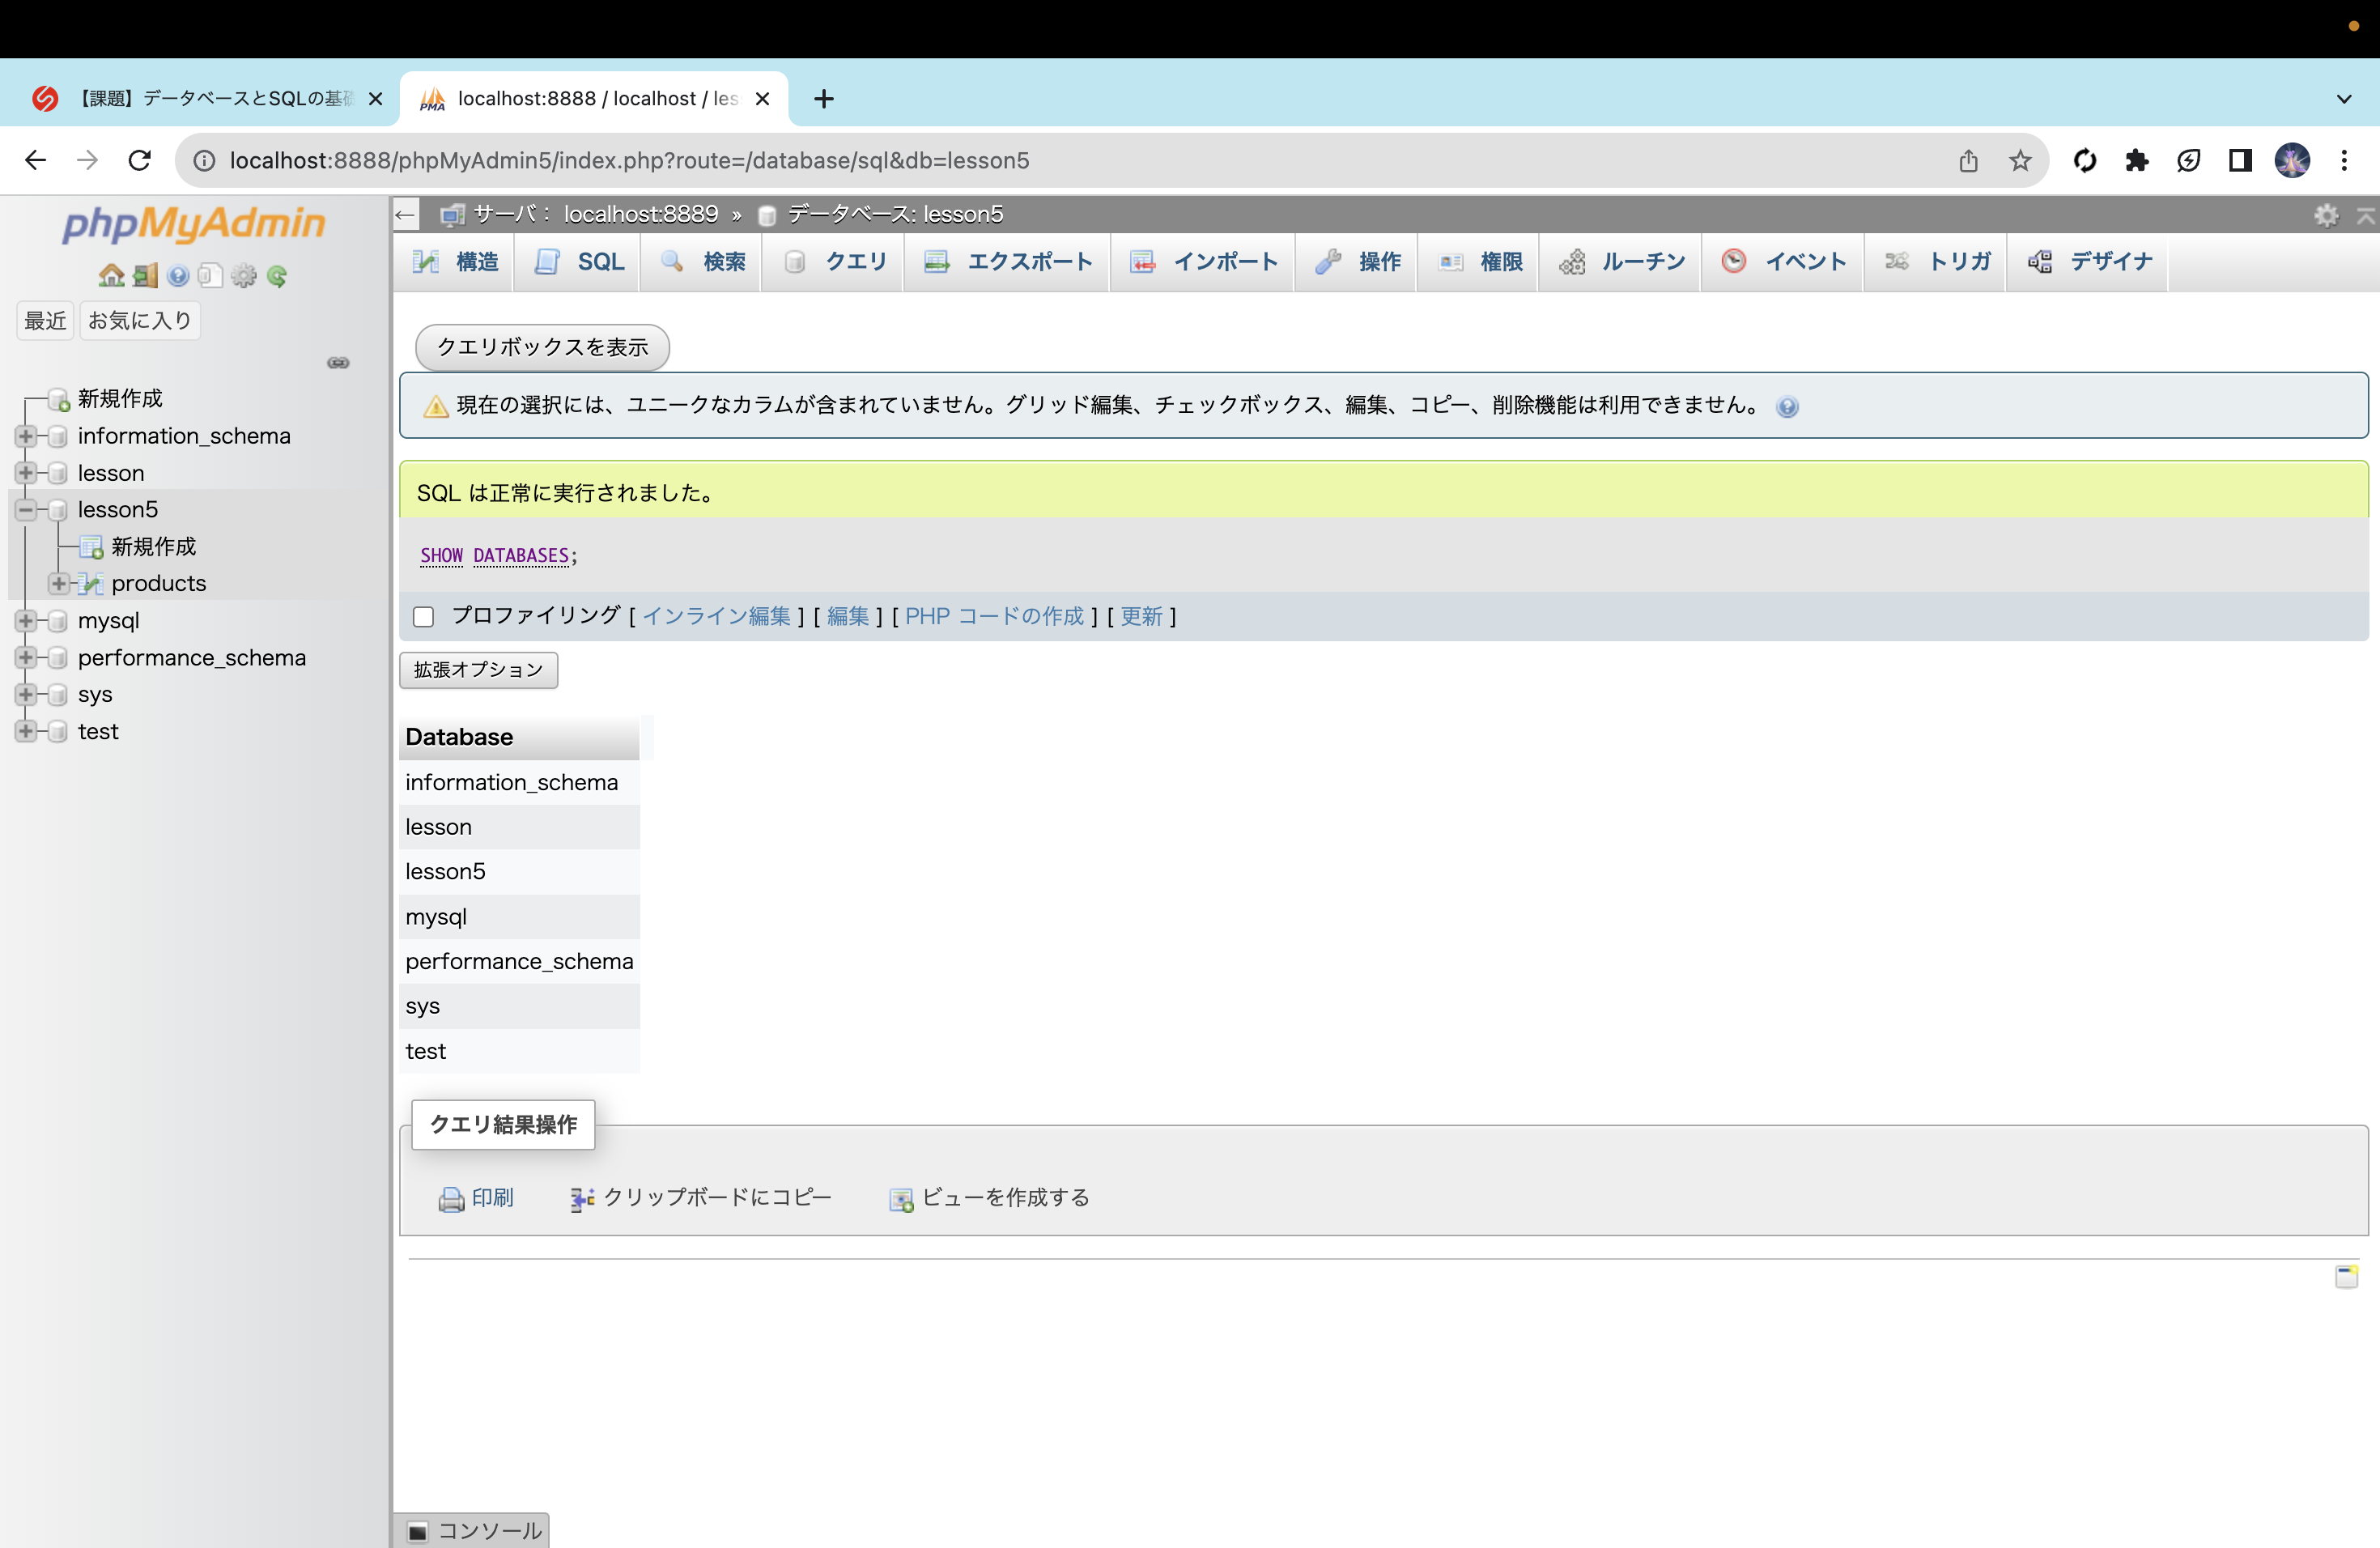 【課題】データベースとSQLの基礎
localhost:8888 / localhost / les
localhost:8888/phpMyAdmin5/index.php?route=/database/sql&db=lesson5
phpMyAdmin
最近 お気に入り
新規作成
information_schema
lesson
lesson5
新規作成
products
mysql
performance_schema
sys
test
サーバ： localhost:8889 » データベース: lesson5
構造 SQL 検索 クエリ エクスポート インポート 操作 権限 ルーチン イベント トリガ デザイナ
クエリボックスを表示
現在の選択には、ユニークなカラムが含まれていません。グリッド編集、チェックボックス、編集、コピー、削除機能は利用できません。
SQL は正常に実行されました。
SHOW DATABASES;
プロファイリング [ インライン編集 ] [ 編集 ] [ PHP コードの作成 ] [ 更新 ]
拡張オプション
Database
information_schema
lesson
lesson5
mysql
performance_schema
sys
test
クエリ結果操作
印刷 クリップボードにコピー ビューを作成する
コンソール